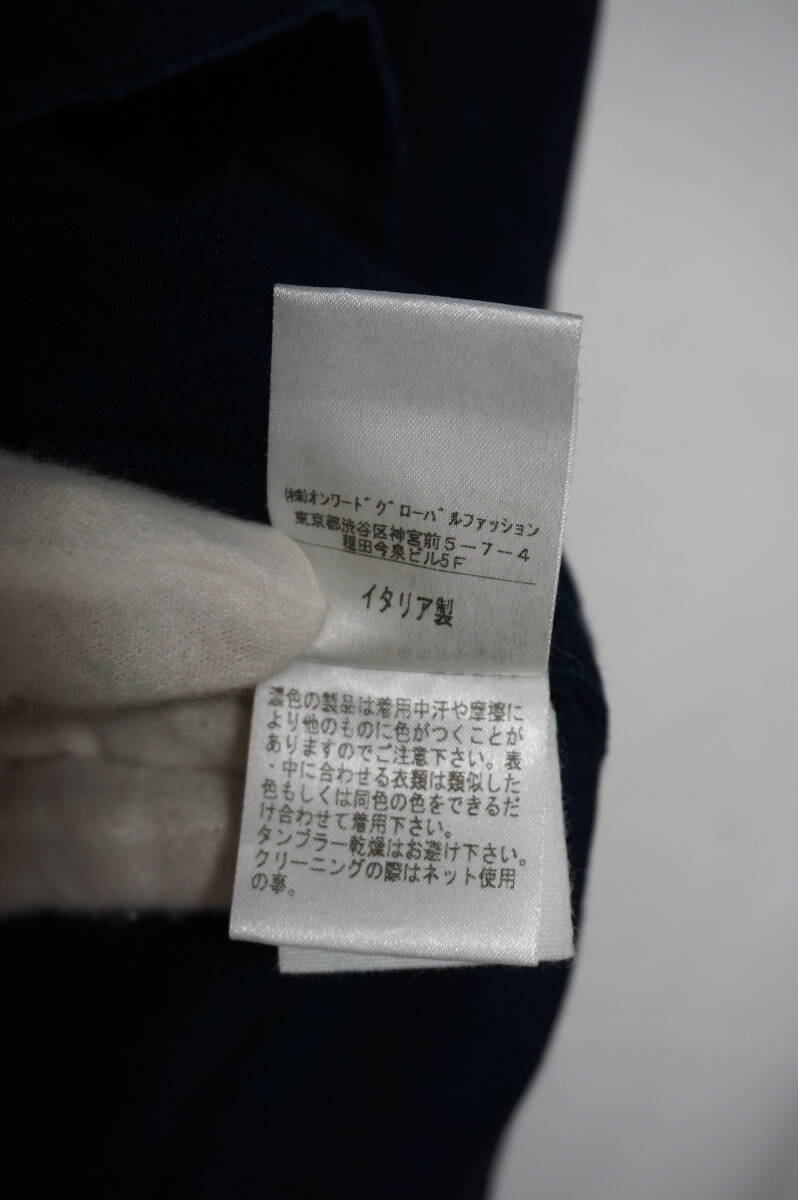 ㈱オンワードグローバルファッション
東京都渋谷区神宮前5-7-4
穏田今泉ビル5F
イタリア製
濃色の製品は着用中汗や摩擦に
より他のものに色がつくことが
ありますのでご注意下さい。表
・中に合わせる衣類は類似した
色もしくは同色の色をできるだ
け合わせて着用下さい。
タンブラー乾燥はお避け下さい。
クリーニングの際はネット使用
の事。